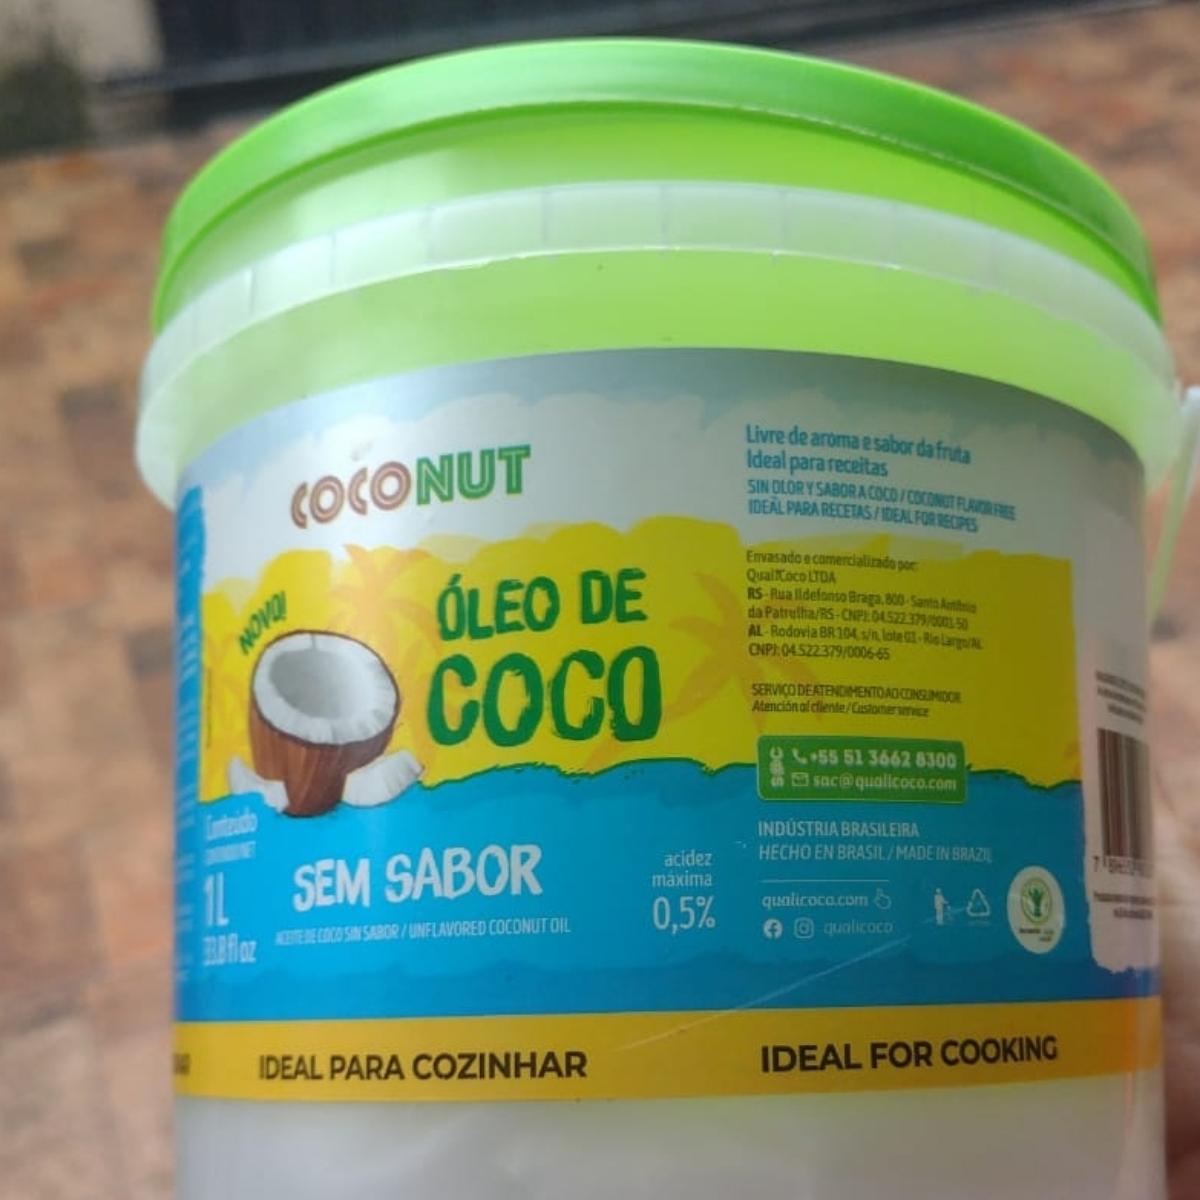 COCONUT
NOVO!
ÓLEO DE
COCO
Conteúdo
1 L
33.8 fl oz
SEM SABOR
ACEITE DE COCO SIN SABOR / UNFLAVORED COCONUT OIL
acidez
máxima
0,5%
Livre de aroma e sabor da fruta
Ideal para receitas
SIN OLOR Y SABOR A COCO / COCONUT FLAVOR FREE
IDEAL PARA RECETAS / IDEAL FOR RECIPES
Envasado e comercializado por:
QualiCoco LTDA
RS - Rua Ildefonso Braga, 800 - Santo Antônio
da Patrulha/RS - CNPJ: 04.522.379/0001-50
AL - Rodovia BR 104, s/n, lote 01 - Rio Largo/AL
CNPJ: 04.522.379/0006-65
SERVIÇO DE ATENDIMENTO AO CONSUMIDOR
Atención al cliente / Customer service
SAC
+55 51 3662 8300
sac@qualicoco.com
INDÚSTRIA BRASILEIRA
HECHO EN BRASIL / MADE IN BRAZIL
qualicoco.com
qualicoco
IDEAL PARA COZINHAR
IDEAL FOR COOKING